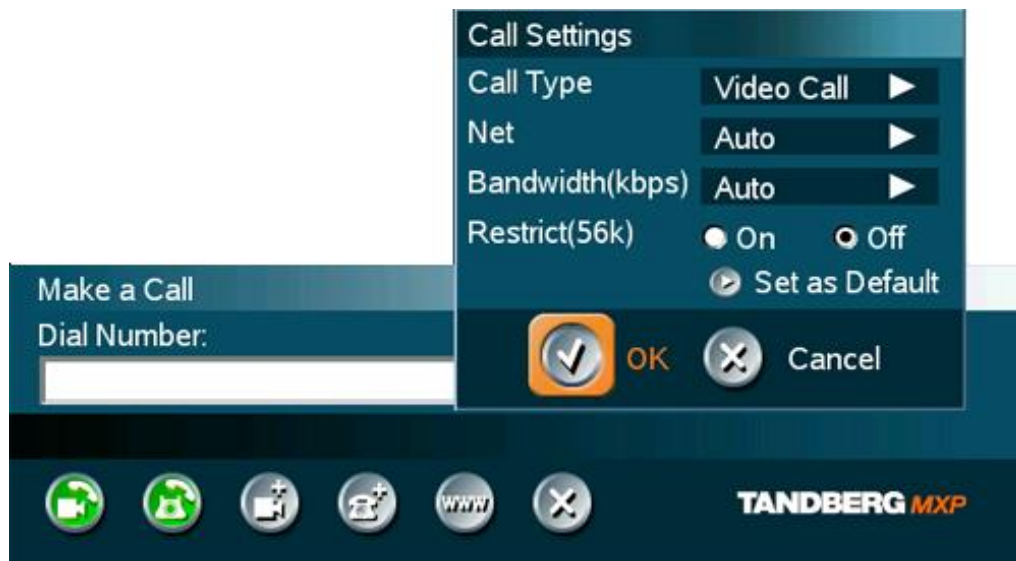 Call Settings
Call Type Video Call
Net Auto
Bandwidth(kbps) Auto
Restrict(56k) On Off
Set as Default
OK Cancel
Make a Call
Dial Number:
www
TANDBERG MXP